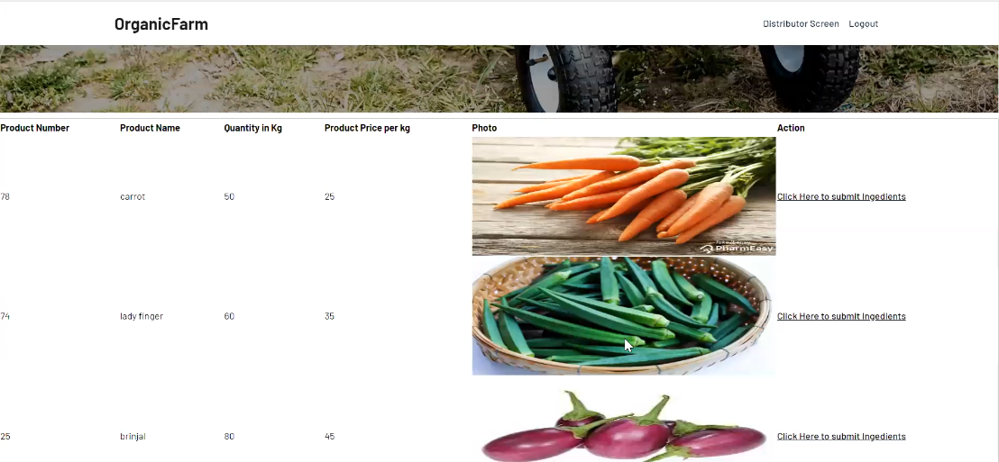 OrganicFarm
Distributor Screen Logout
Product Number Product Name Quantity in Kg Product Price per kg Photo Action
78 carrot 50 25 Click Here to submit Ingedients
PharmEasy
74 lady finger 60 35 Click Here to submit Ingedients
25 brinjal 80 45 Click Here to submit Ingedients